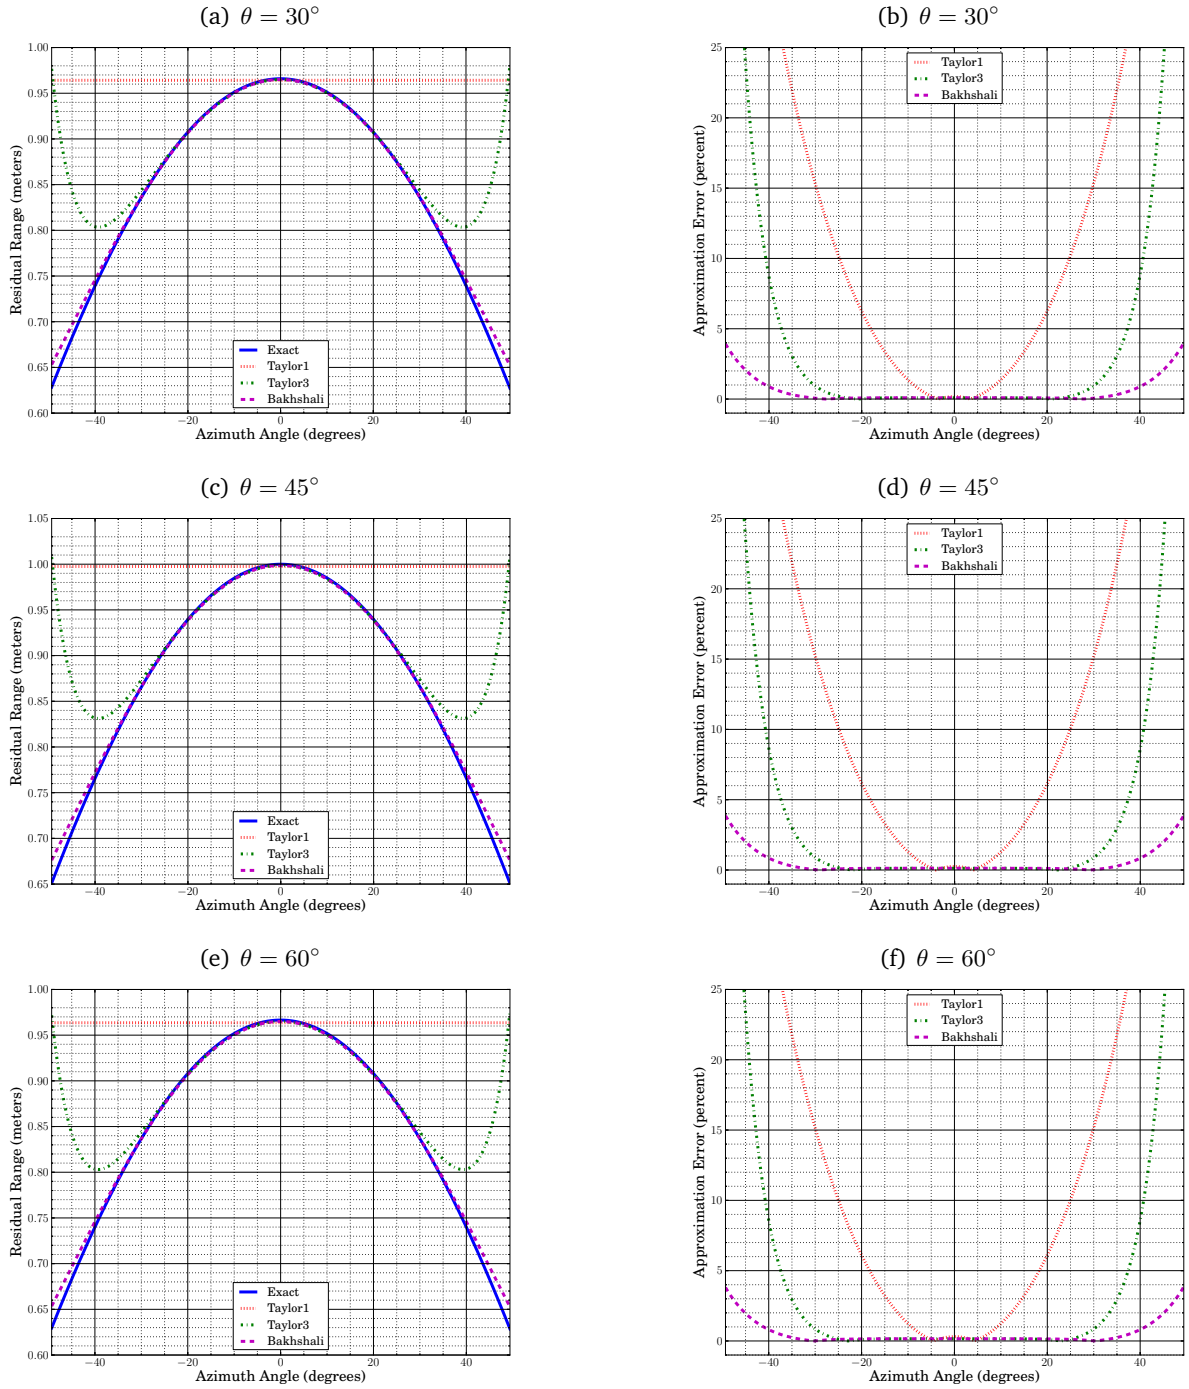 (a) θ = 30°
1.00
0.95
0.90
0.85
0.80
0.75
0.70
0.65
0.60
Residual Range (meters)
Exact
Taylor1
Taylor3
Bakhshali
−40
−20
0
20
40
Azimuth Angle (degrees)
(b) θ = 30°
25
20
15
10
5
0
Approximation Error (percent)
Taylor1
Taylor3
Bakhshali
−40
−20
0
20
40
Azimuth Angle (degrees)
(c) θ = 45°
1.05
1.00
0.95
0.90
0.85
0.80
0.75
0.70
0.65
Residual Range (meters)
Exact
Taylor1
Taylor3
Bakhshali
−40
−20
0
20
40
Azimuth Angle (degrees)
(d) θ = 45°
25
20
15
10
5
0
Approximation Error (percent)
Taylor1
Taylor3
Bakhshali
−40
−20
0
20
40
Azimuth Angle (degrees)
(e) θ = 60°
1.00
0.95
0.90
0.85
0.80
0.75
0.70
0.65
0.60
Residual Range (meters)
Exact
Taylor1
Taylor3
Bakhshali
−40
−20
0
20
40
Azimuth Angle (degrees)
(f) θ = 60°
25
20
15
10
5
0
Approximation Error (percent)
Taylor1
Taylor3
Bakhshali
−40
−20
0
20
40
Azimuth Angle (degrees)